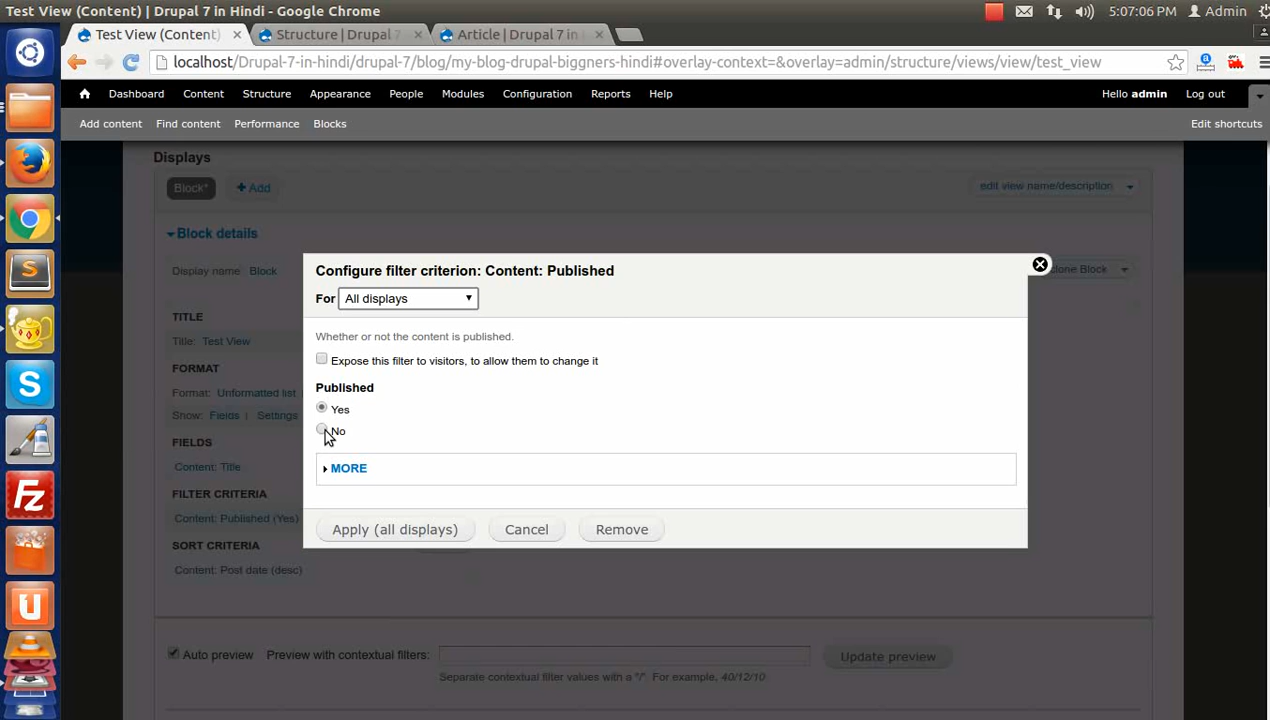 Test View (Content) | Drupal 7 in Hindi - Google Chrome
5:07:06 PM Admin
Test View (Content) × Structure | Drupal 7 × Article | Drupal 7 in ×
localhost/Drupal-7-in-hindi/drupal-7/blog/my-blog-drupal-biggners-hindi#overlay-context=&overlay=admin/structure/views/view/test_view
Dashboard Content Structure Appearance People Modules Configuration Reports Help Hello admin Log out
Add content Find content Performance Blocks Edit shortcuts
Displays
Block* + Add edit view name/description
Block details
Display name: Block
clone Block
TITLE
Title: Test View
FORMAT
Format: Unformatted list
Show: Fields | Settings
FIELDS
Content: Title
FILTER CRITERIA
Content: Published (Yes)
SORT CRITERIA
Content: Post date (desc)
Configure filter criterion: Content: Published
For All displays
Whether or not the content is published.
Expose this filter to visitors, to allow them to change it
Published
Yes
No
MORE
Apply (all displays) Cancel Remove
Auto preview Preview with contextual filters: Update preview
Separate contextual filter values with a "/". For example, 40/12/10